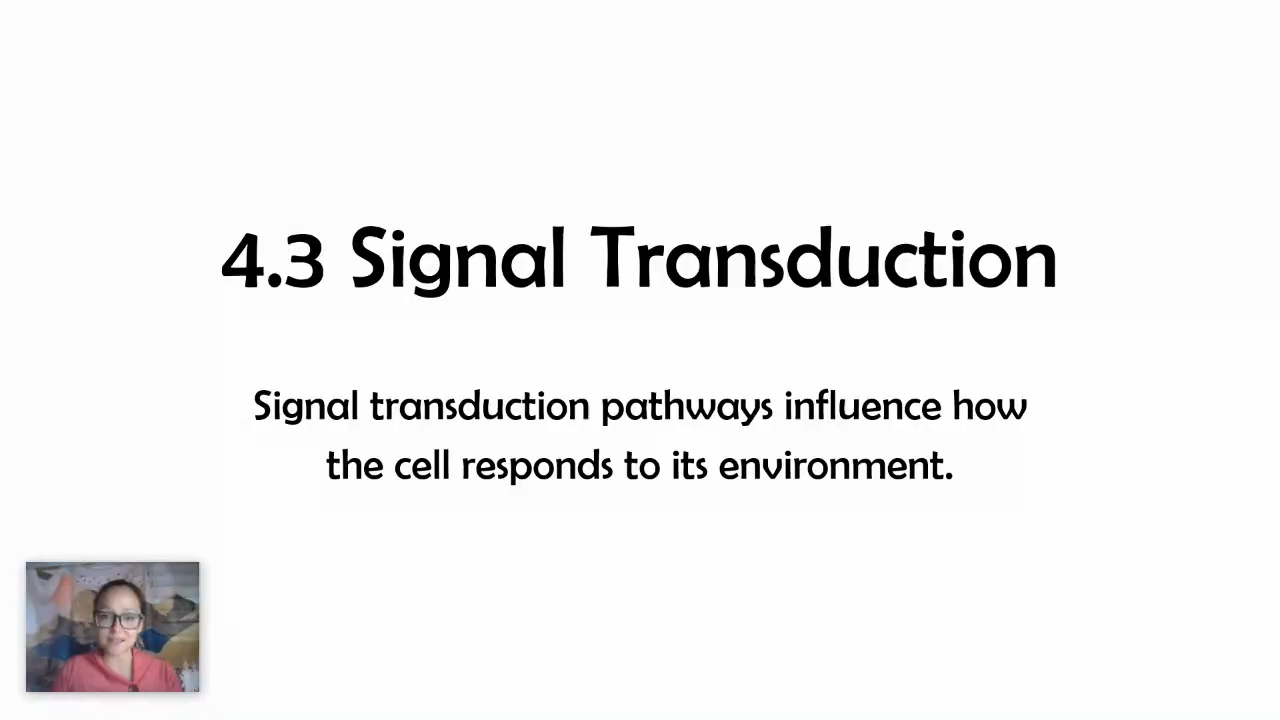 4.3 Signal Transduction
Signal transduction pathways influence how
the cell responds to its environment.